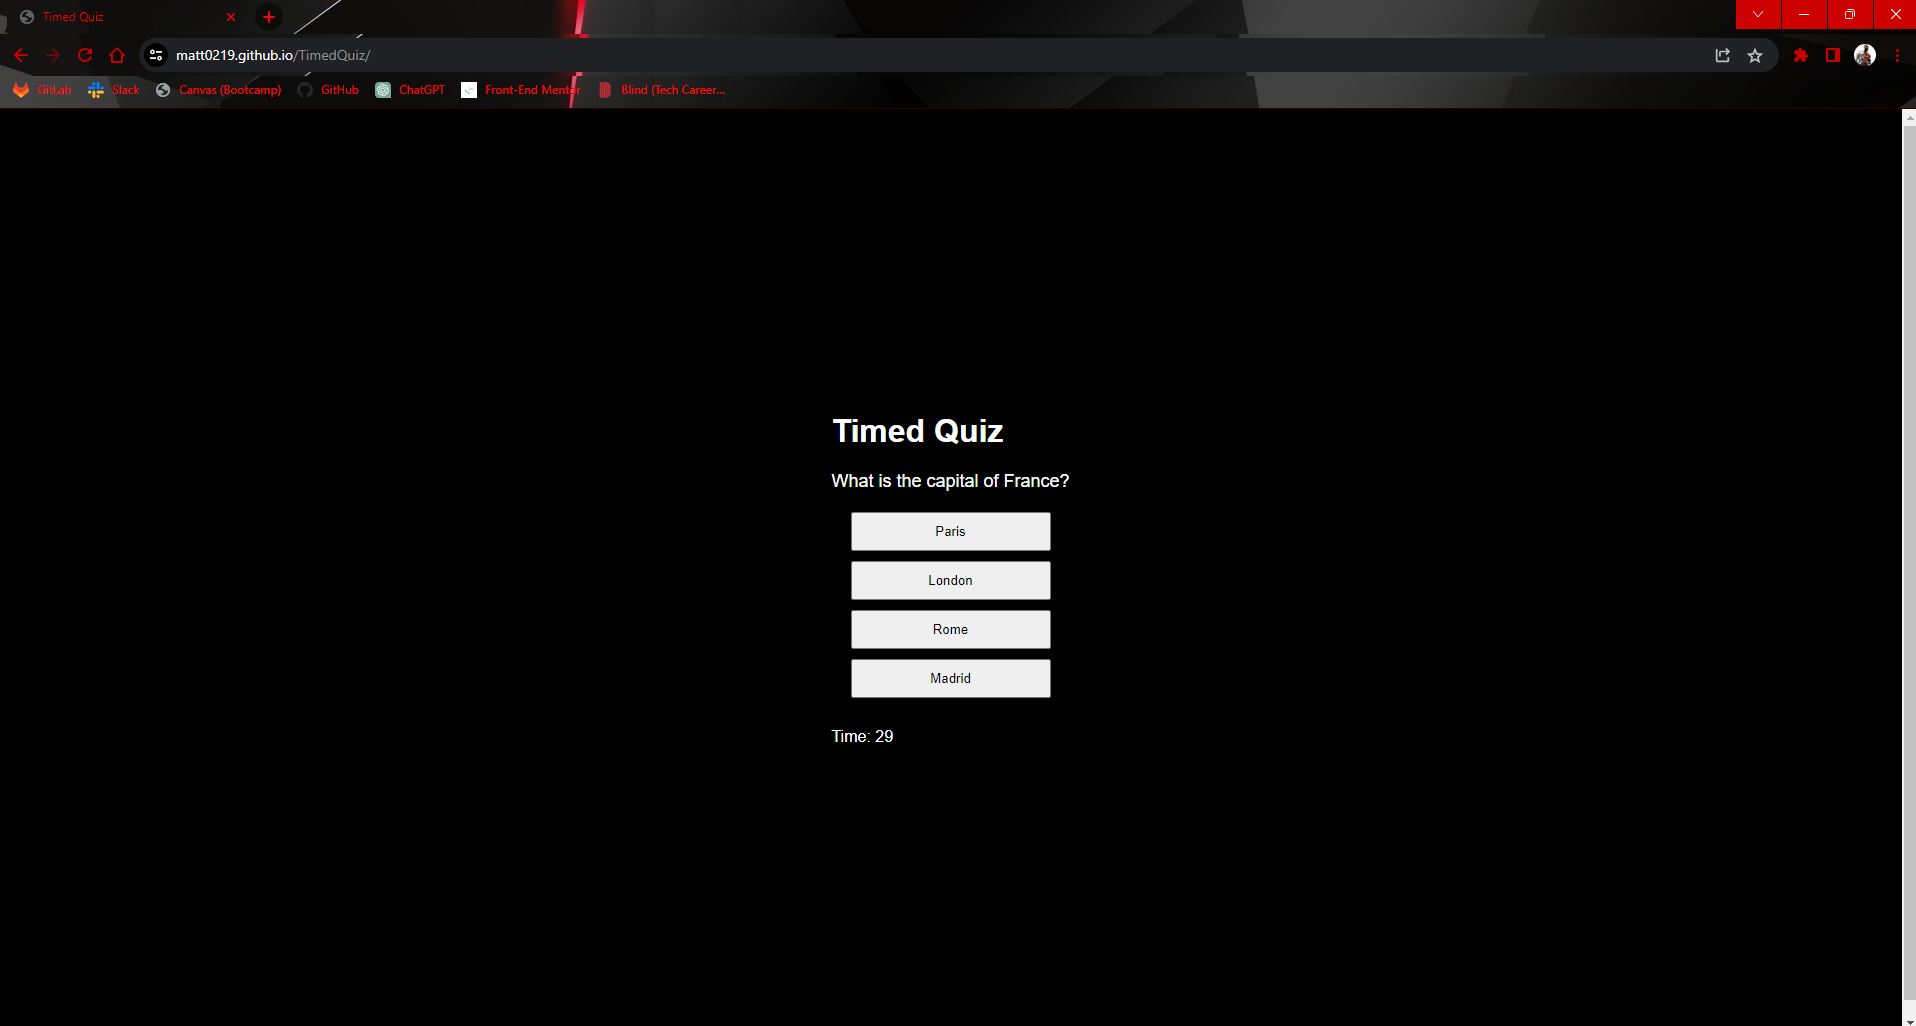 Timed Quiz
matt0219.github.io/TimedQuiz/
GitLab Slack Canvas (Bootcamp) GitHub ChatGPT Front-End Mentor Blind (Tech Career...
Timed Quiz
What is the capital of France?
Paris
London
Rome
Madrid
Time: 29